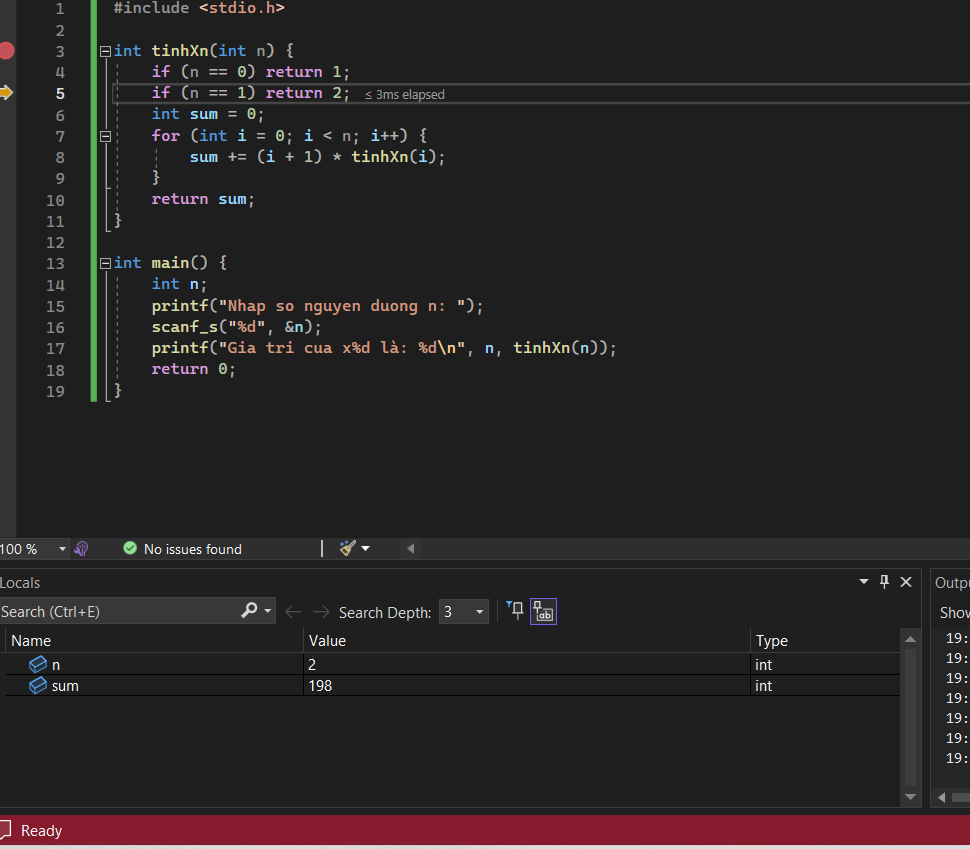 1 #include <stdio.h>
2
3 int tinhXn(int n) {
4 if (n == 0) return 1;
5 if (n == 1) return 2; ≤ 3ms elapsed
6 int sum = 0;
7 for (int i = 0; i < n; i++) {
8 sum += (i + 1) * tinhXn(i);
9 }
10 return sum;
11 }
12
13 int main() {
14 int n;
15 printf("Nhap so nguyen duong n: ");
16 scanf_s("%d", &n);
17 printf("Gia tri cua x%d là: %d\n", n, tinhXn(n));
18 return 0;
19 }
100 % No issues found
Locals
Search (Ctrl+E) Search Depth: 3
Name Value Type
n 2 int
sum 198 int
Outpu
Show
19:
19:
19:
19:
19:
19:
19:
Ready